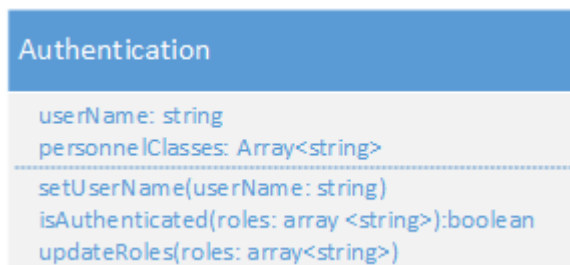 Authentication
userName: string
personnelClasses: Array<string>
setUserName(userName: string)
isAuthenticated(roles: array <string>):boolean
updateRoles(roles: array<string>)